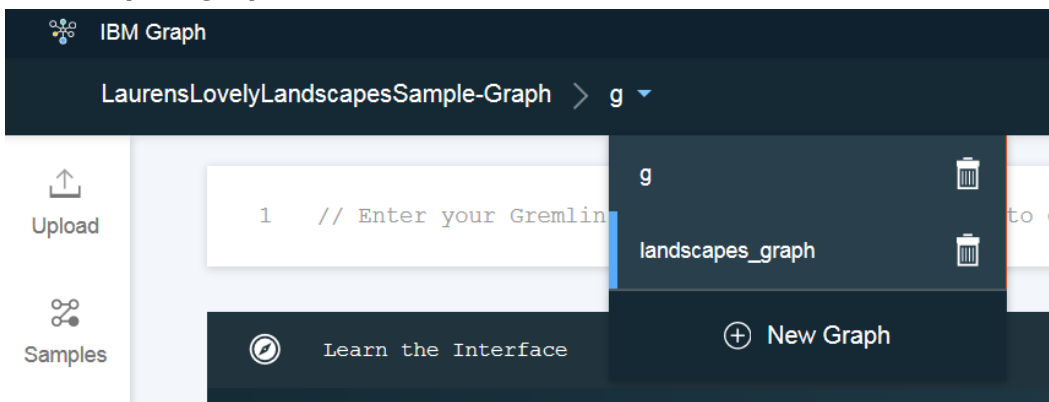 IBM Graph
LaurensLovelyLandscapesSample-Graph > g
g
Upload
1 // Enter your Gremlin to
landscapes_graph
New Graph
Samples
Learn the Interface